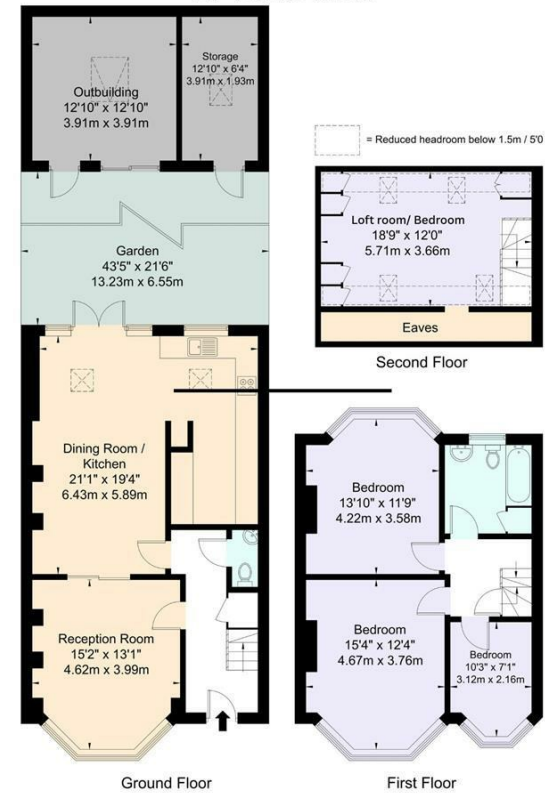 Outbuilding
12'10" x 12'10"
3.91m x 3.91m
Storage
12'10" x 6'4"
3.91m x 1.93m
= Reduced headroom below 1.5m / 5'0
Garden
43'5" x 21'6"
13.23m x 6.55m
Loft room/ Bedroom
18'9" x 12'0"
5.71m x 3.66m
Eaves
Second Floor
Dining Room /
Kitchen
21'1" x 19'4"
6.43m x 5.89m
Bedroom
13'10" x 11'9"
4.22m x 3.58m
Reception Room
15'2" x 13'1"
4.62m x 3.99m
Bedroom
15'4" x 12'4"
4.67m x 3.76m
Bedroom
10'3" x 7'1"
3.12m x 2.16m
Ground Floor
First Floor